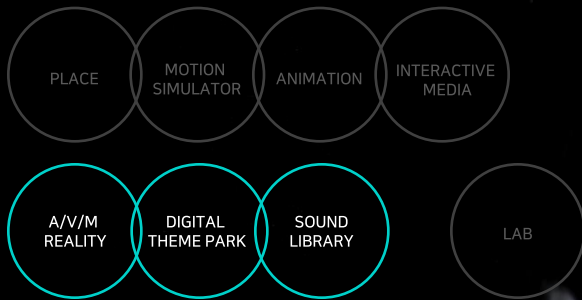 PLACE
MOTION
SIMULATOR
ANIMATION
INTERACTIVE
MEDIA
A/V/M
REALITY
DIGITAL
THEME PARK
SOUND
LIBRARY
LAB